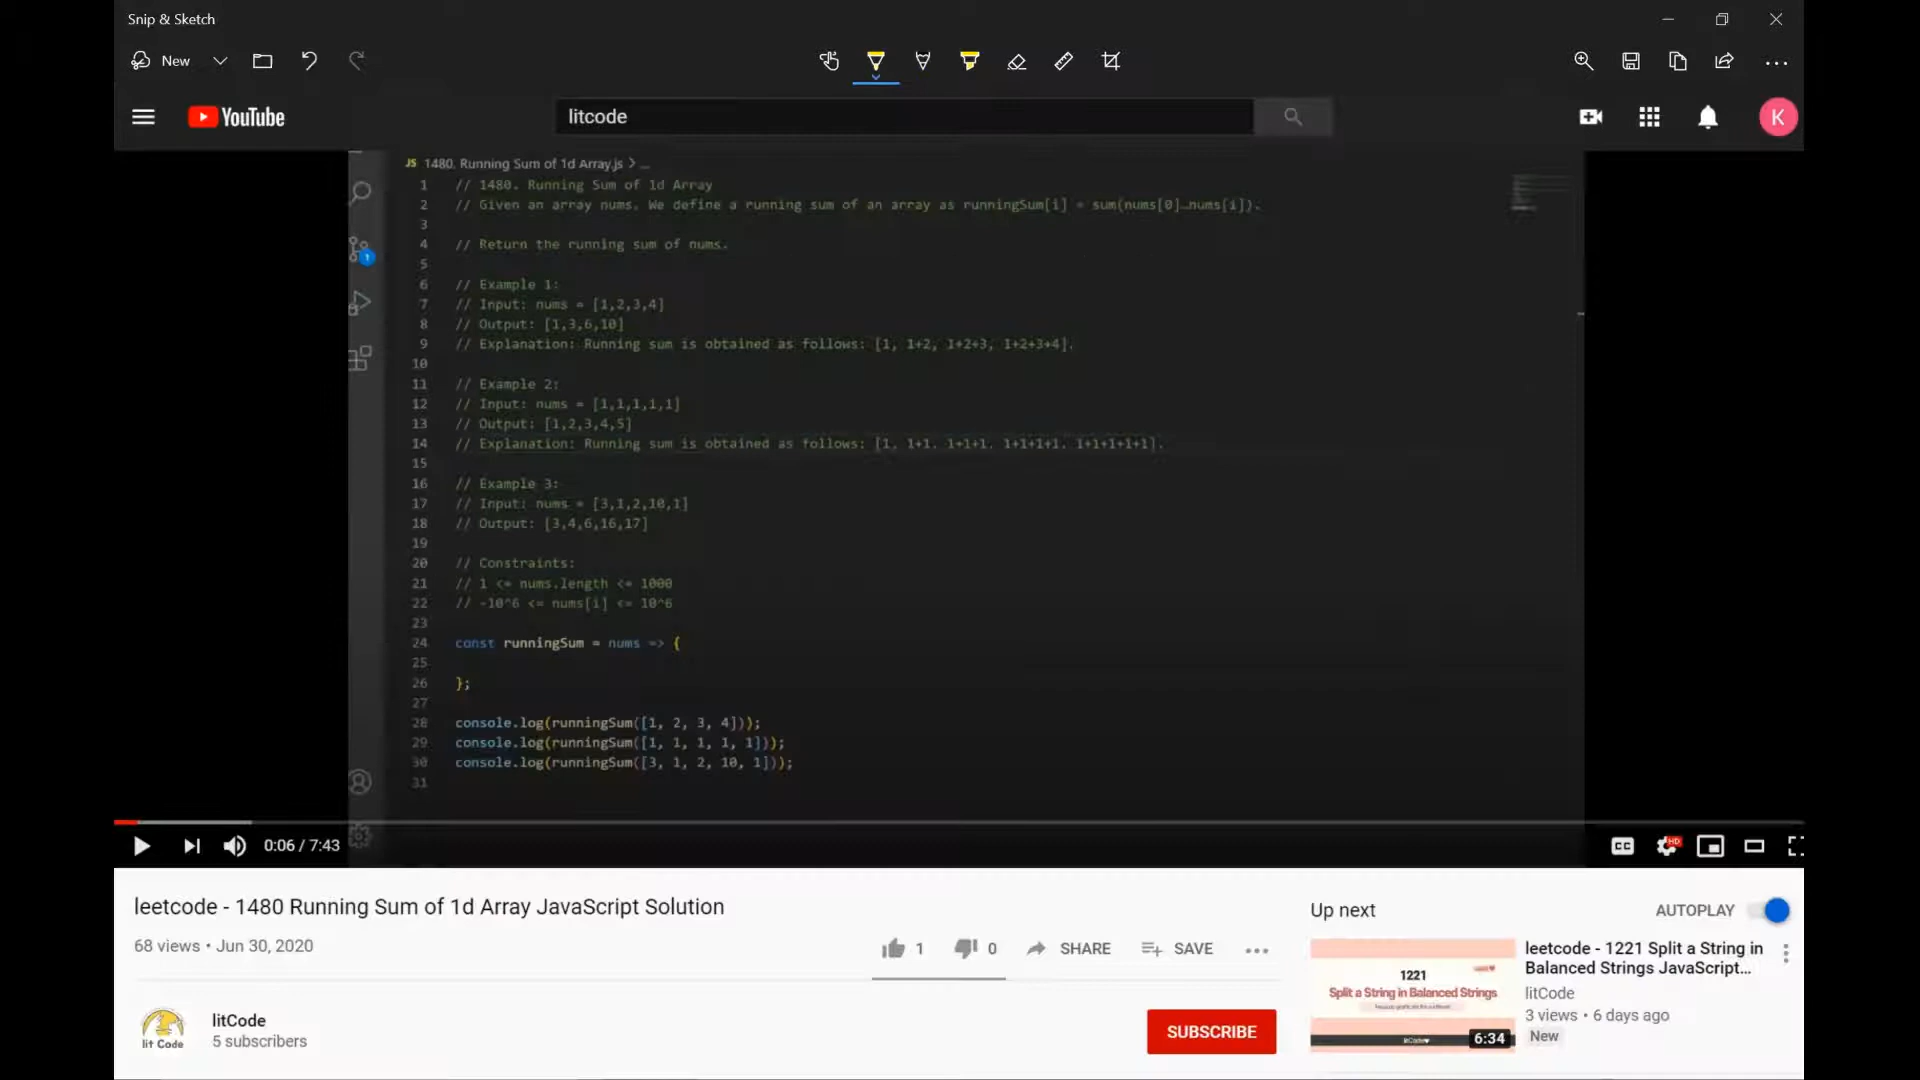 Snip & Sketch
New
YouTube
litcode
K
JS 1480. Running Sum of 1d Array.js > ...
1 // 1480. Running Sum of 1d Array
2 // Given an array nums. We define a running sum of an array as runningSum[i] = sum(nums[0]…nums[i]).
3
4 // Return the running sum of nums.
5
6 // Example 1:
7 // Input: nums = [1,2,3,4]
8 // Output: [1,3,6,10]
9 // Explanation: Running sum is obtained as follows: [1, 1+2, 1+2+3, 1+2+3+4].
10
11 // Example 2:
12 // Input: nums = [1,1,1,1,1]
13 // Output: [1,2,3,4,5]
14 // Explanation: Running sum is obtained as follows: [1, 1+1, 1+1+1, 1+1+1+1, 1+1+1+1+1].
15
16 // Example 3:
17 // Input: nums = [3,1,2,10,1]
18 // Output: [3,4,6,16,17]
19
20 // Constraints:
21 // 1 <= nums.length <= 1000
22 // -10^6 <= nums[i] <= 10^6
23
24 const runningSum = nums => {
25
26 };
27
28 console.log(runningSum([1, 2, 3, 4]));
29 console.log(runningSum([1, 1, 1, 1, 1]));
30 console.log(runningSum([3, 1, 2, 10, 1]));
31
1
0:06 / 7:43
CC
HD
leetcode - 1480 Running Sum of 1d Array JavaScript Solution
68 views • Jun 30, 2020
1
0
SHARE
SAVE
lit Code
litCode
5 subscribers
SUBSCRIBE
Up next
AUTOPLAY
1221
Split a String in Balanced Strings
litCode
6:34
leetcode - 1221 Split a String in
Balanced Strings JavaScript...
litCode
3 views • 6 days ago
New